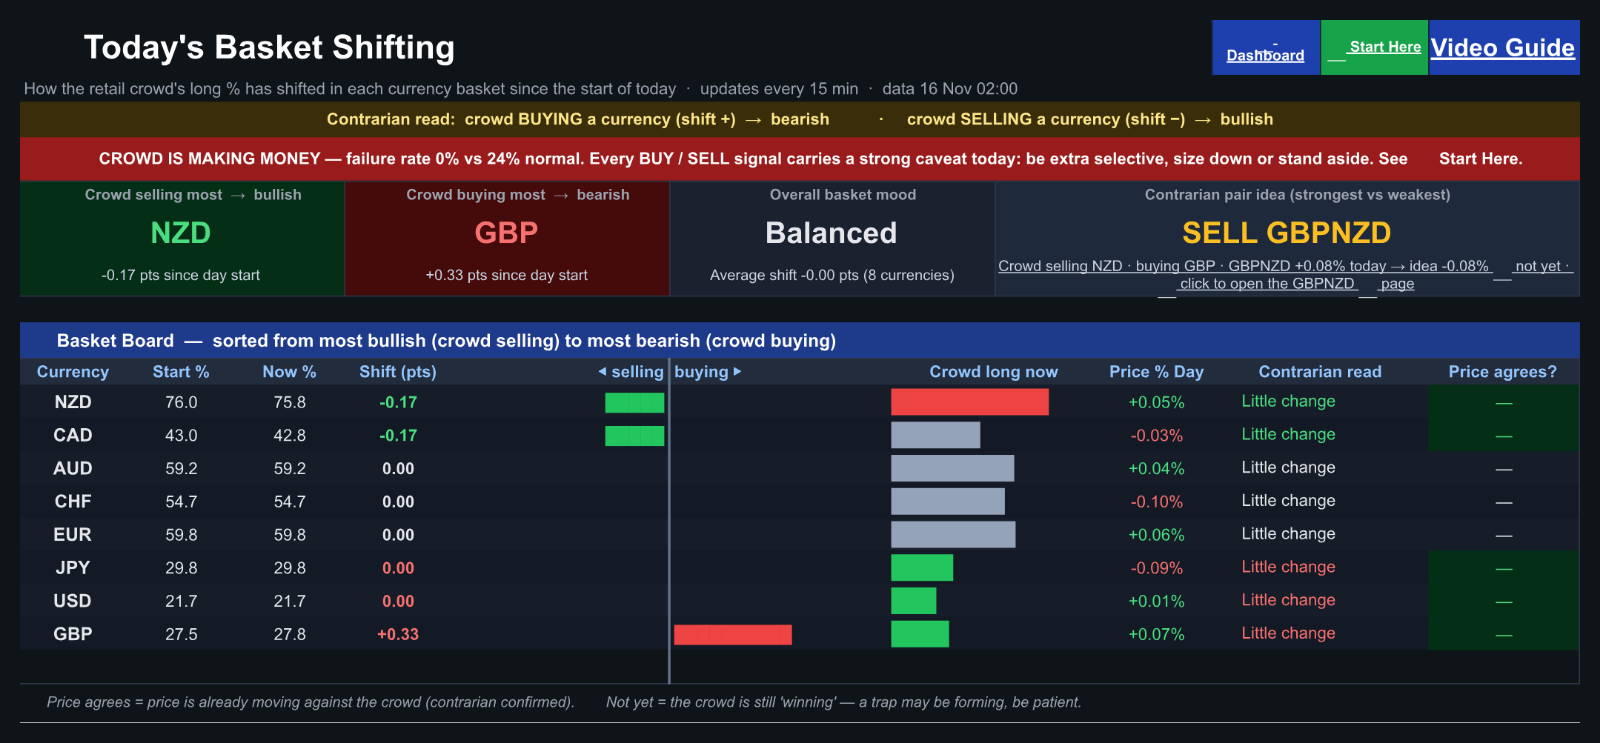 Today's Basket Shifting
Dashboard
Start Here
Video Guide
How the retail crowd's long % has shifted in each currency basket since the start of today · updates every 15 min · data 16 Nov 02:00
Contrarian read: crowd BUYING a currency (shift +) → bearish · crowd SELLING a currency (shift −) → bullish
CROWD IS MAKING MONEY — failure rate 0% vs 24% normal. Every BUY / SELL signal carries a strong caveat today: be extra selective, size down or stand aside. See Start Here.
Crowd selling most → bullish
NZD
-0.17 pts since day start
Crowd buying most → bearish
GBP
+0.33 pts since day start
Overall basket mood
Balanced
Average shift -0.00 pts (8 currencies)
Contrarian pair idea (strongest vs weakest)
SELL GBPNZD
Crowd selling NZD · buying GBP · GBPNZD +0.08% today → idea -0.08% not yet ·
click to open the GBPNZD page
Basket Board — sorted from most bullish (crowd selling) to most bearish (crowd buying)
Currency Start % Now % Shift (pts) ◄ selling buying ► Crowd long now Price % Day Contrarian read Price agrees?
NZD 76.0 75.8 -0.17 +0.05% Little change —
CAD 43.0 42.8 -0.17 -0.03% Little change —
AUD 59.2 59.2 0.00 +0.04% Little change —
CHF 54.7 54.7 0.00 -0.10% Little change —
EUR 59.8 59.8 0.00 +0.06% Little change —
JPY 29.8 29.8 0.00 -0.09% Little change —
USD 21.7 21.7 0.00 +0.01% Little change —
GBP 27.5 27.8 +0.33 +0.07% Little change —
Price agrees = price is already moving against the crowd (contrarian confirmed). Not yet = the crowd is still 'winning' — a trap may be forming, be patient.